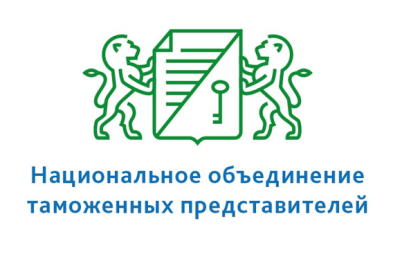 Национальное объединение
таможенных представителей